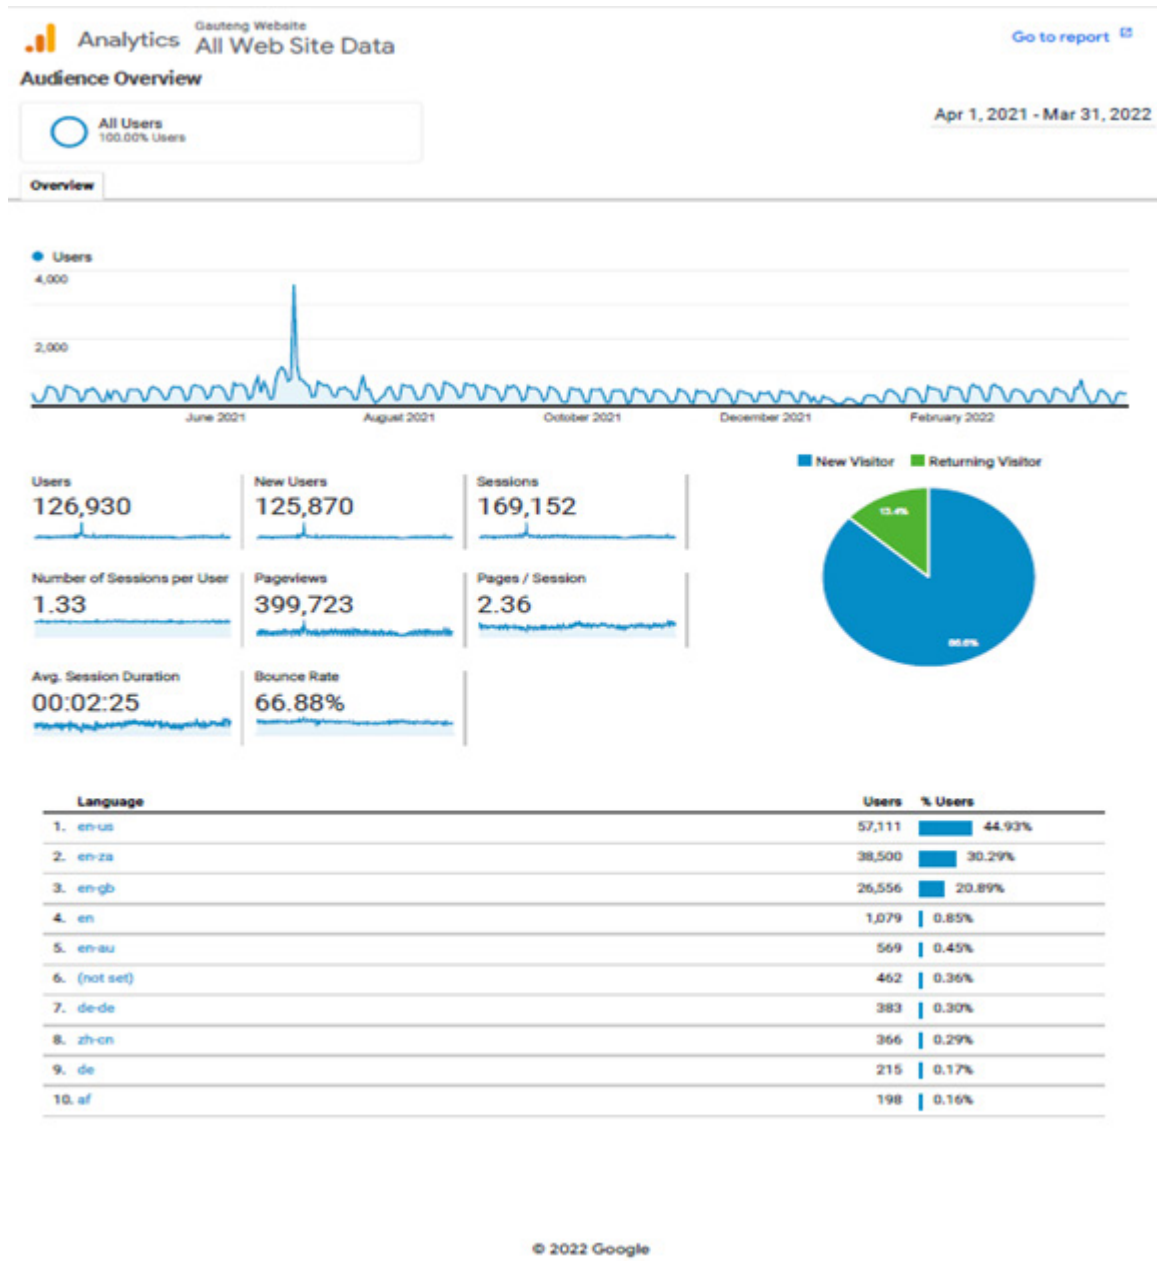 Analytics
Gauteng Website
All Web Site Data
Go to report
Audience Overview
All Users
100.00% Users
Apr 1, 2021 - Mar 31, 2022
Overview
Users
4,000
2,000
June 2021 August 2021 October 2021 December 2021 February 2022
New Visitor Returning Visitor
Users
126,930
New Users
125,870
Sessions
169,152
13.4%
86.6%
Number of Sessions per User
1.33
Pageviews
399,723
Pages / Session
2.36
Avg. Session Duration
00:02:25
Bounce Rate
66.88%
Language Users % Users
1. en-us 57,111 44.93%
2. en-za 38,500 30.29%
3. en-gb 26,556 20.89%
4. en 1,079 0.85%
5. en-au 569 0.45%
6. (not set) 462 0.36%
7. de-de 383 0.30%
8. zh-cn 366 0.29%
9. de 215 0.17%
10. af 198 0.16%
© 2022 Google